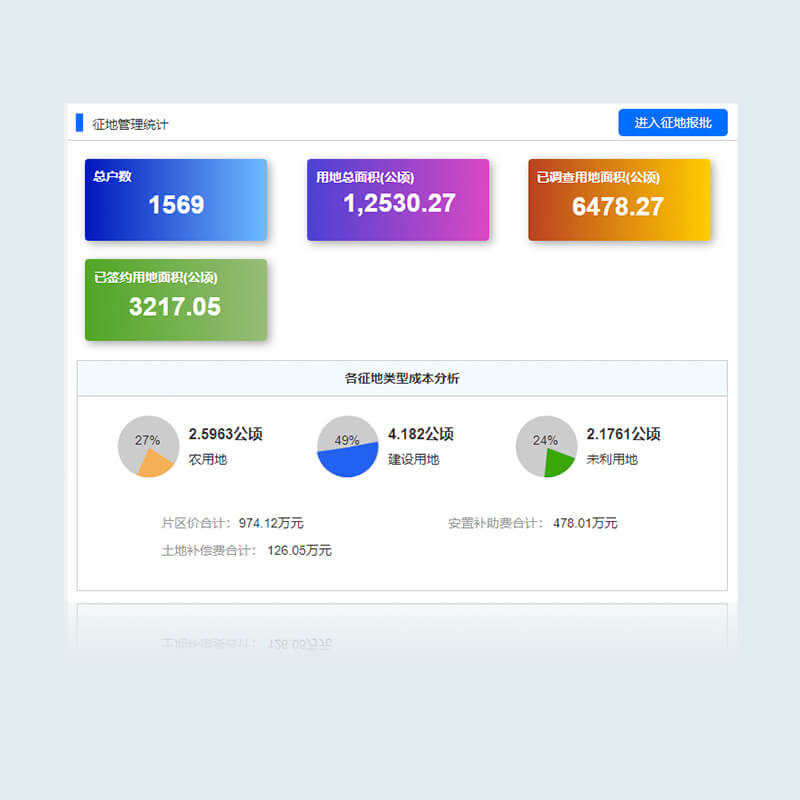 征地管理统计
进入征地报批
总户数
1569
用地总面积(公顷)
1,2530.27
已调查用地面积(公顷)
6478.27
已签约用地面积(公顷)
3217.05
各征地类型成本分析
27%
2.5963公顷
农用地
49%
4.182公顷
建设用地
24%
2.1761公顷
未利用地
片区价合计： 974.12万元
安置补助费合计： 478.01万元
土地补偿费合计： 126.05万元